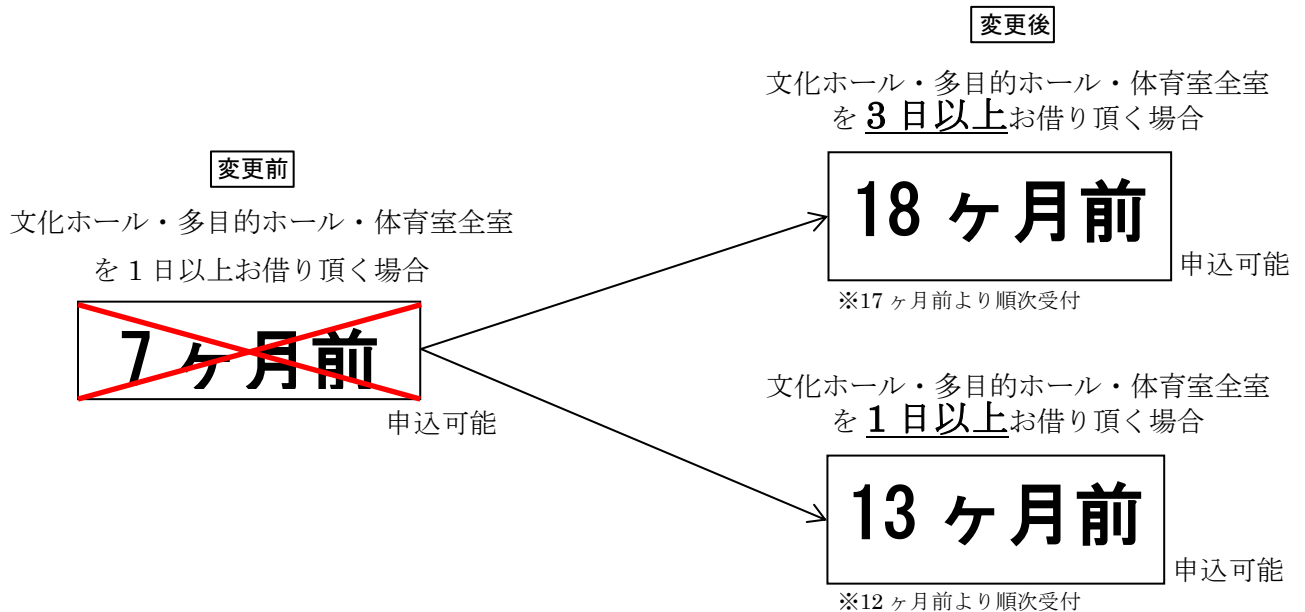 変更前
文化ホール・多目的ホール・体育室全室
を1日以上お借り頂く場合
7ヶ月前
申込可能
変更後
文化ホール・多目的ホール・体育室全室
を 3日以上お借り頂く場合
18ヶ月前
申込可能
※17ヶ月前より順次受付
文化ホール・多目的ホール・体育室全室
を 1日以上お借り頂く場合
13ヶ月前
申込可能
※12ヶ月前より順次受付